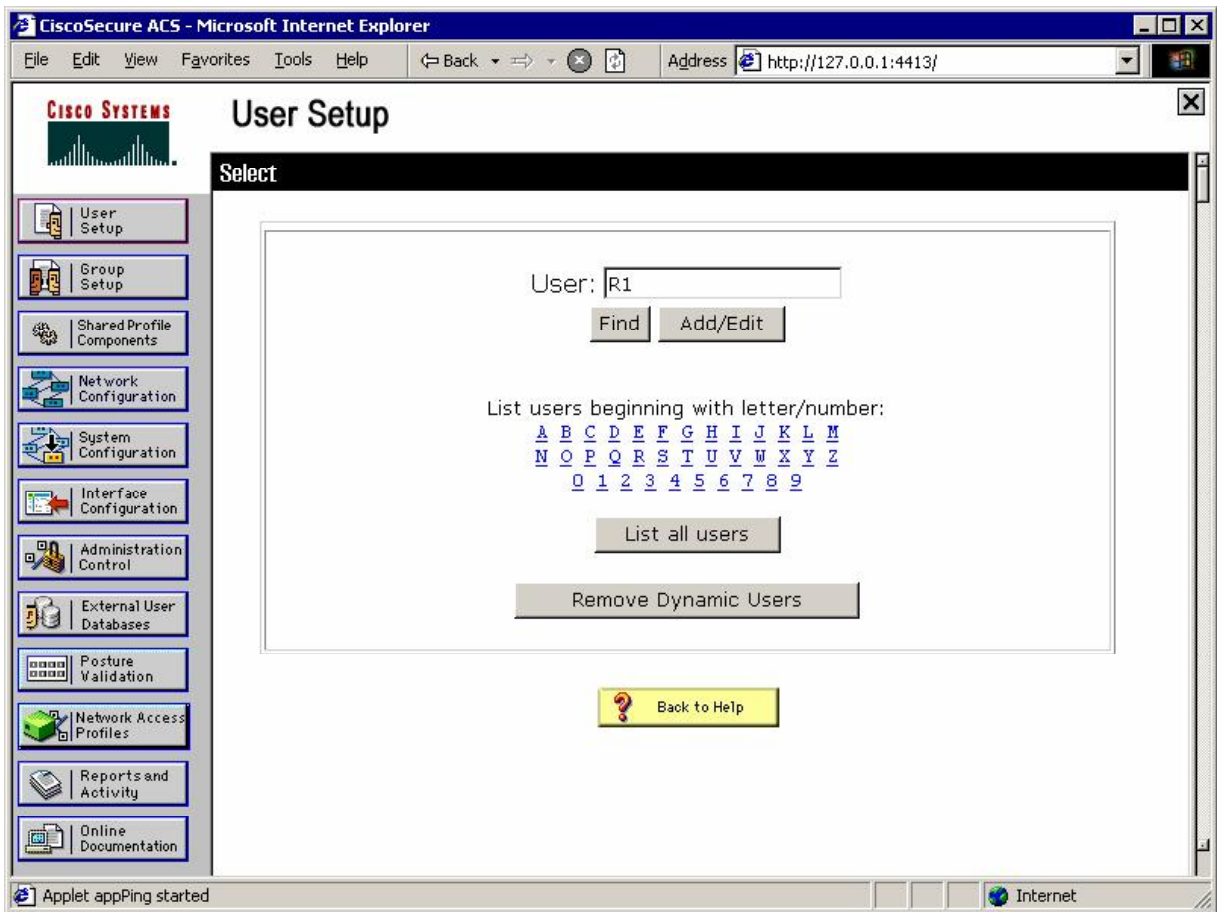 CiscoSecure ACS - Microsoft Internet Explorer
File Edit View Favorites Tools Help Back Address http://127.0.0.1:4413/
CISCO SYSTEMS
User Setup
Select
User Setup
Group Setup
Shared Profile Components
Network Configuration
System Configuration
Interface Configuration
Administration Control
External User Databases
Posture Validation
Network Access Profiles
Reports and Activity
Online Documentation
User: R1
Find Add/Edit
List users beginning with letter/number:
A B C D E F G H I J K L M
N O P Q R S T U V W X Y Z
0 1 2 3 4 5 6 7 8 9
List all users
Remove Dynamic Users
? Back to Help
Applet appPing started Internet